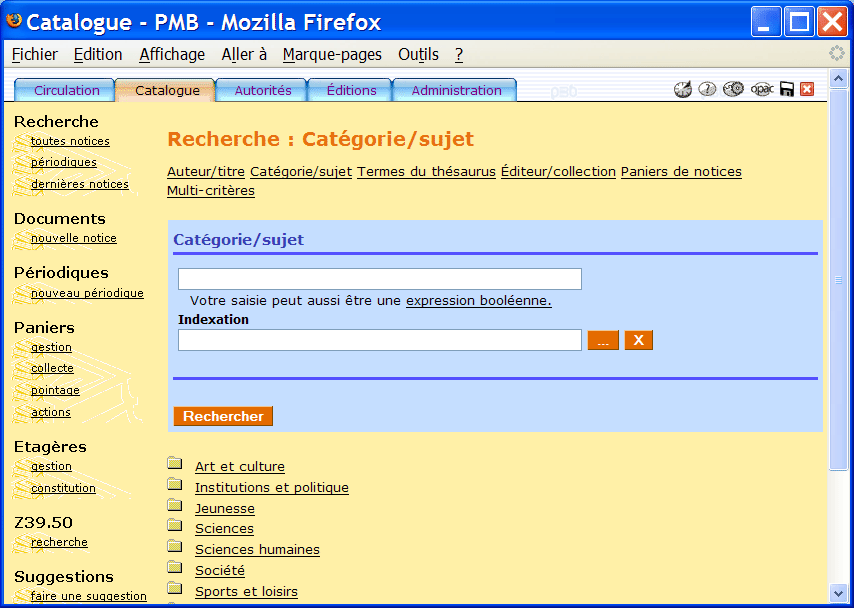 Catalogue - PMB - Mozilla Firefox
Fichier Edition Affichage Aller à Marque-pages Outils ?
Circulation Catalogue Autorités Éditions Administration pmb opac
Recherche
toutes notices
périodiques
dernières notices
Documents
nouvelle notice
Périodiques
nouveau périodique
Paniers
gestion
collecte
pointage
actions
Etagères
gestion
constitution
Z39.50
recherche
Suggestions
faire une suggestion
Recherche : Catégorie/sujet
Auteur/titre Catégorie/sujet Termes du thésaurus Éditeur/collection Paniers de notices
Multi-critères
Catégorie/sujet
Votre saisie peut aussi être une expression booléenne.
Indexation
... X
Rechercher
Art et culture
Institutions et politique
Jeunesse
Sciences
Sciences humaines
Société
Sports et loisirs